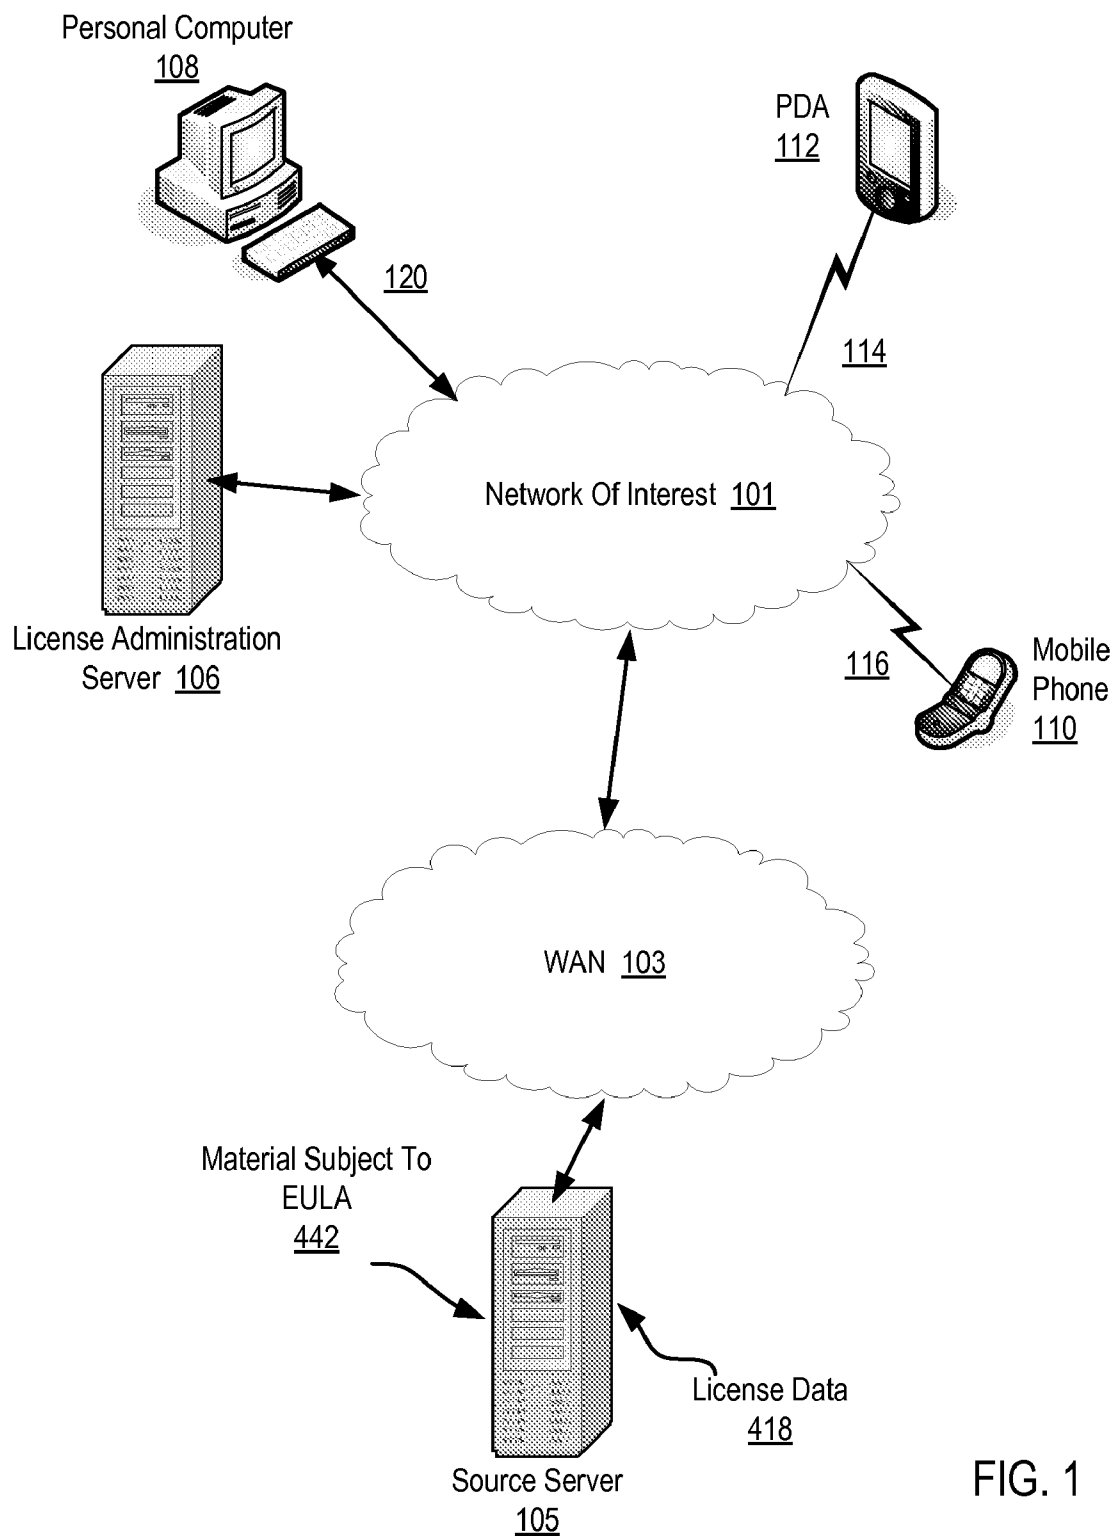 Personal Computer
108
PDA
112
120
114
Network Of Interest 101
License Administration
Server 106
116
Mobile
Phone
110
WAN 103
Material Subject To
EULA
442
License Data
418
Source Server
105
FIG. 1